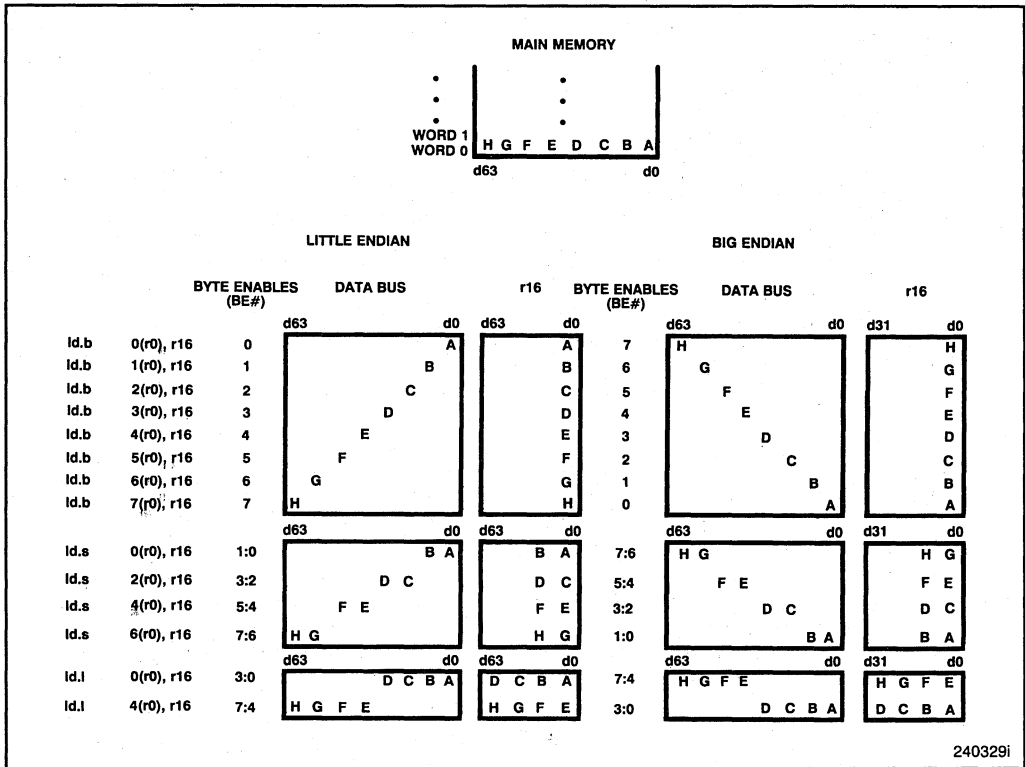 MAIN MEMORY
WORD 1
WORD 0 H G F E D C B A
d63 d0
LITTLE ENDIAN BIG ENDIAN
BYTE ENABLES DATA BUS r16 BYTE ENABLES DATA BUS r16
(BE#) (BE#)
d63 d0 d63 d0 d63 d0 d31 d0
ld.b 0(r0), r16 0 A A 7 H H
ld.b 1(r0), r16 1 B B 6 G G
ld.b 2(r0), r16 2 C C 5 F F
ld.b 3(r0), r16 3 D D 4 E E
ld.b 4(r0), r16 4 E E 3 D D
ld.b 5(r0), r16 5 F F 2 C C
ld.b 6(r0), r16 6 G G 1 B B
ld.b 7(r0), r16 7 H H 0 A A
d63 d0 d63 d0 d63 d0 d31 d0
ld.s 0(r0), r16 1:0 B A B A 7:6 H G H G
ld.s 2(r0), r16 3:2 D C D C 5:4 F E F E
ld.s 4(r0), r16 5:4 F E F E 3:2 D C D C
ld.s 6(r0), r16 7:6 H G H G 1:0 B A B A
d63 d0 d63 d0 d63 d0 d31 d0
ld.l 0(r0), r16 3:0 D C B A D C B A 7:4 H G F E H G F E
ld.l 4(r0), r16 7:4 H G F E H G F E 3:0 D C B A D C B A
240329i